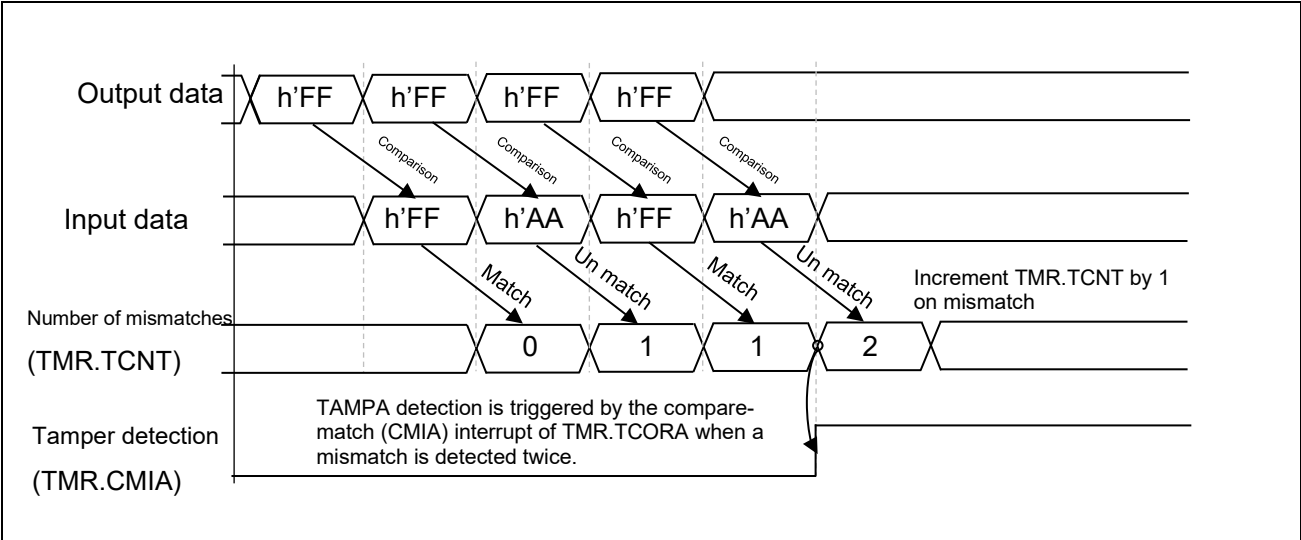 Output data
h’FF
h’FF
h’FF
h’FF
Comparison
Comparison
Comparison
Comparison
Input data
h’FF
h’AA
h’FF
h’AA
Match
Un match
Match
Un match
Increment TMR.TCNT by 1
on mismatch
Number of mismatches
(TMR.TCNT)
0
1
1
2
TAMPA detection is triggered by the compare-
match (CMIA) interrupt of TMR.TCORA when a
mismatch is detected twice.
Tamper detection
(TMR.CMIA)